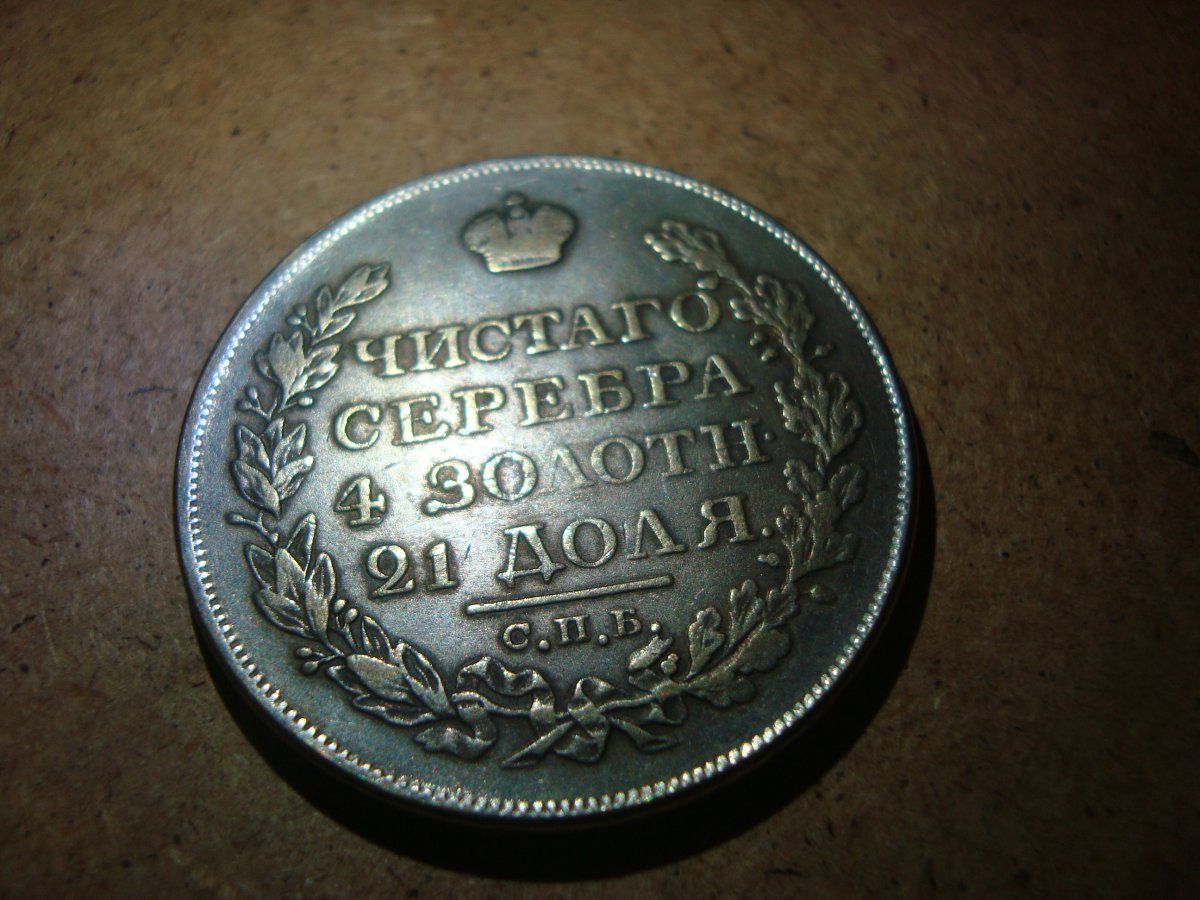 ЧИСТАГО
СЕРЕБРА
4 ЗОЛОТН.
21 ДОЛЯ.
С.П.Б.